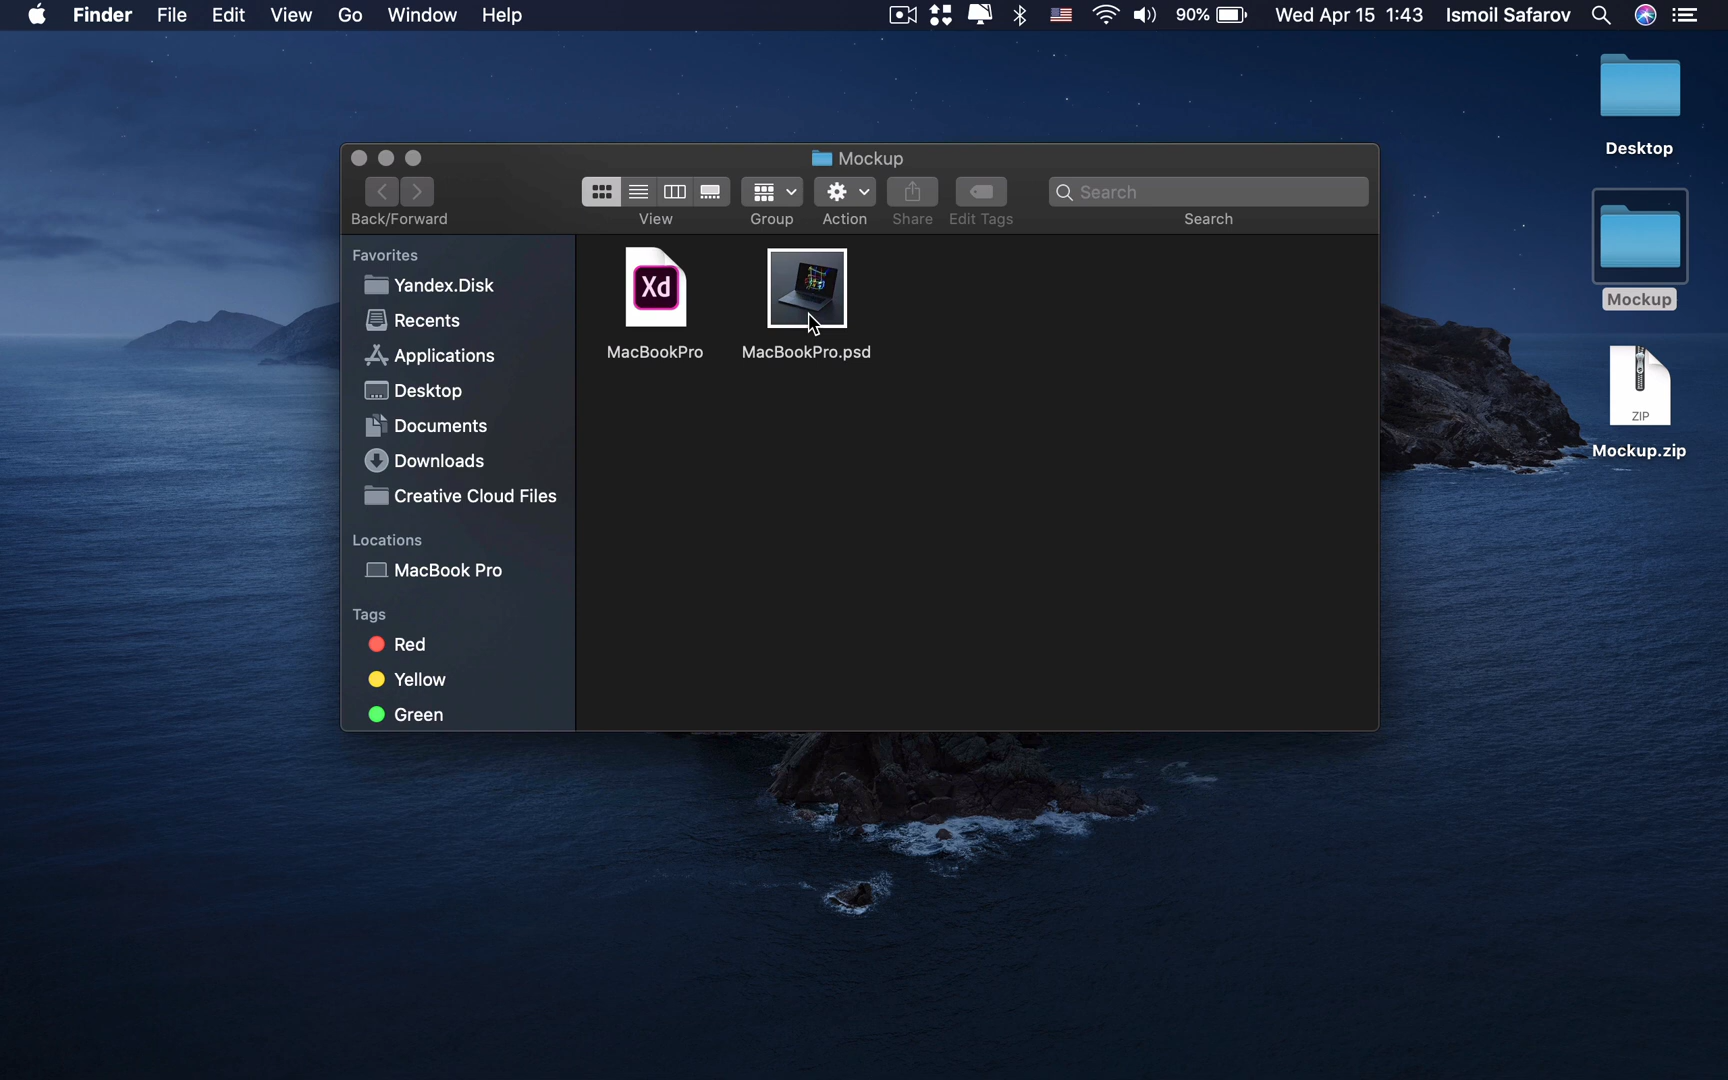 Finder File Edit View Go Window Help 90% Wed Apr 15 1:43 Ismoil Safarov
Desktop
Mockup
Mockup.zip
ZIP
Mockup
Search
Back/Forward View Group Action Share Edit Tags Search
Favorites
Yandex.Disk
Recents
Applications
Desktop
Documents
Downloads
Creative Cloud Files
Locations
MacBook Pro
Tags
Red
Yellow
Green
Xd
MacBookPro
MacBookPro.psd